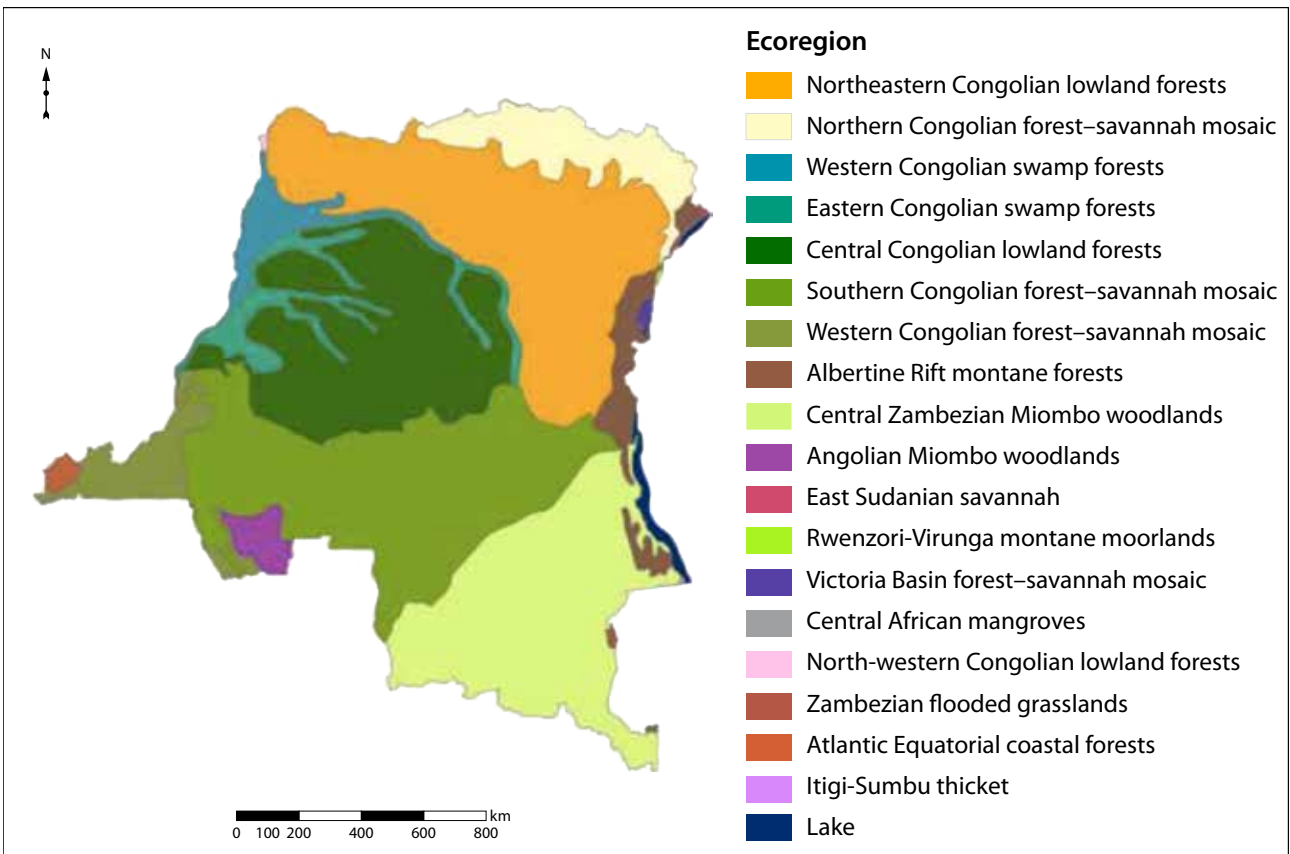 N
Ecoregion
Northeastern Congolian lowland forests
Northern Congolian forest–savannah mosaic
Western Congolian swamp forests
Eastern Congolian swamp forests
Central Congolian lowland forests
Southern Congolian forest–savannah mosaic
Western Congolian forest–savannah mosaic
Albertine Rift montane forests
Central Zambezian Miombo woodlands
Angolian Miombo woodlands
East Sudanian savannah
Rwenzori-Virunga montane moorlands
Victoria Basin forest–savannah mosaic
Central African mangroves
North-western Congolian lowland forests
Zambezian flooded grasslands
Atlantic Equatorial coastal forests
Itigi-Sumbu thicket
Lake
km
0 100 200 400 600 800